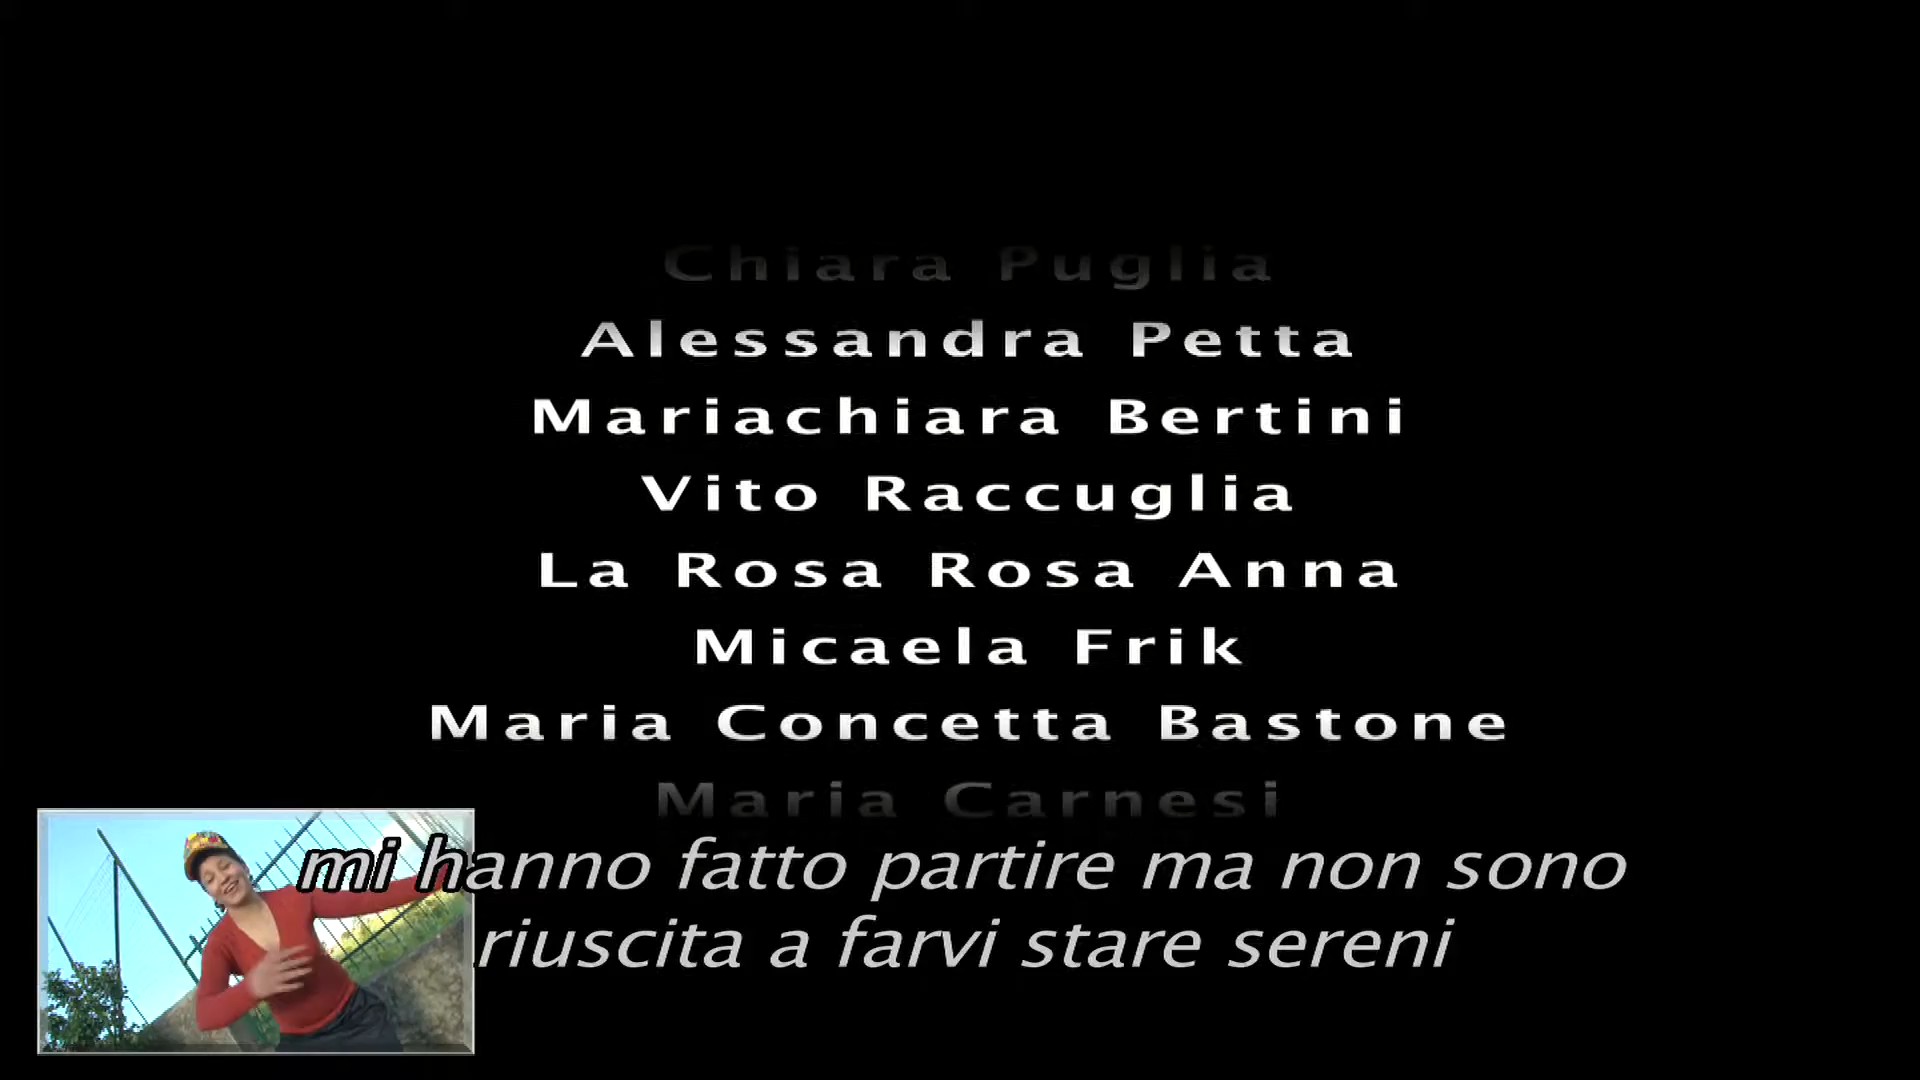 Chiara Puglia
Alessandra Petta
Mariachiara Bertini
Vito Raccuglia
La Rosa Rosa Anna
Micaela Frik
Maria Concetta Bastone
Maria Carnesi
mi hanno fatto partire ma non sono
riuscita a farvi stare sereni